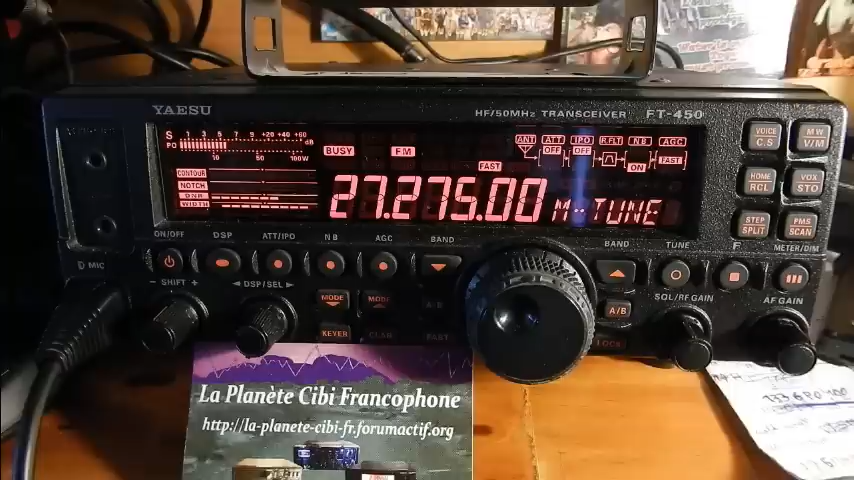 YAESU
HF/50MHz TRANSCEIVER FT-450
S 1 3 5 7 9 +20 +40 +60 dB
PO 10 50 100W
BUSY FM
ANT ATT IPO R.FLT NB AGC
OFF OFF ON FAST
FAST
CONTOUR
NOTCH
DNR
WIDTH
27.275.00 M-TUNE
VOICE C.S
M W V/M
HOME RCL
VOX STO
STEP SPLIT
PMS SCAN
ON/OFF DSP ATT/IPO NB AGC BAND
BAND TUNE F METER/DIM
MIC
SHIFT +
DSP/SEL
MODE MODE A=B
A/B
SQL/RF GAIN AF GAIN
KEYER CLAR FAST
LOCK
La Planète Cibi Francophone
http://la-planete-cibi-fr.forumactif.org